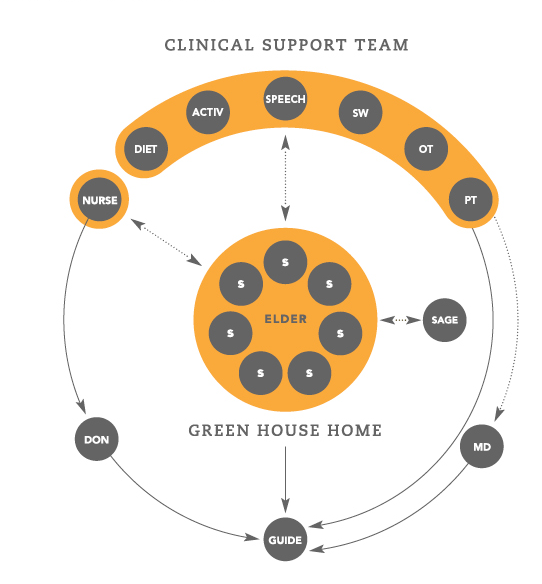 CLINICAL SUPPORT TEAM
SPEECH
ACTIV
SW
DIET
OT
NURSE
PT
S
S
S
ELDER
SAGE
S
S
S
S
GREEN HOUSE HOME
DON
MD
GUIDE